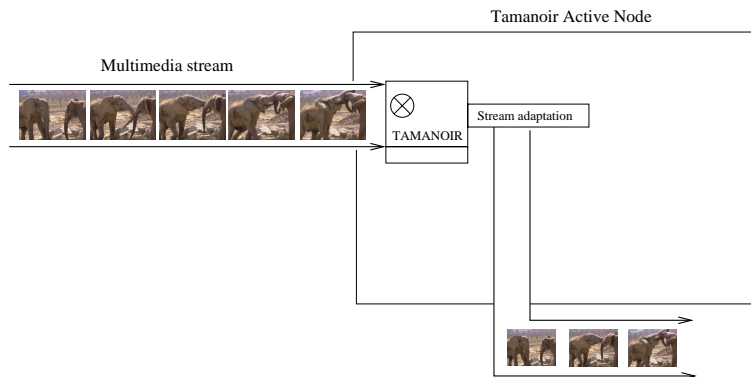 Tamanoir Active Node
Multimedia stream
TAMANOIR
Stream adaptation